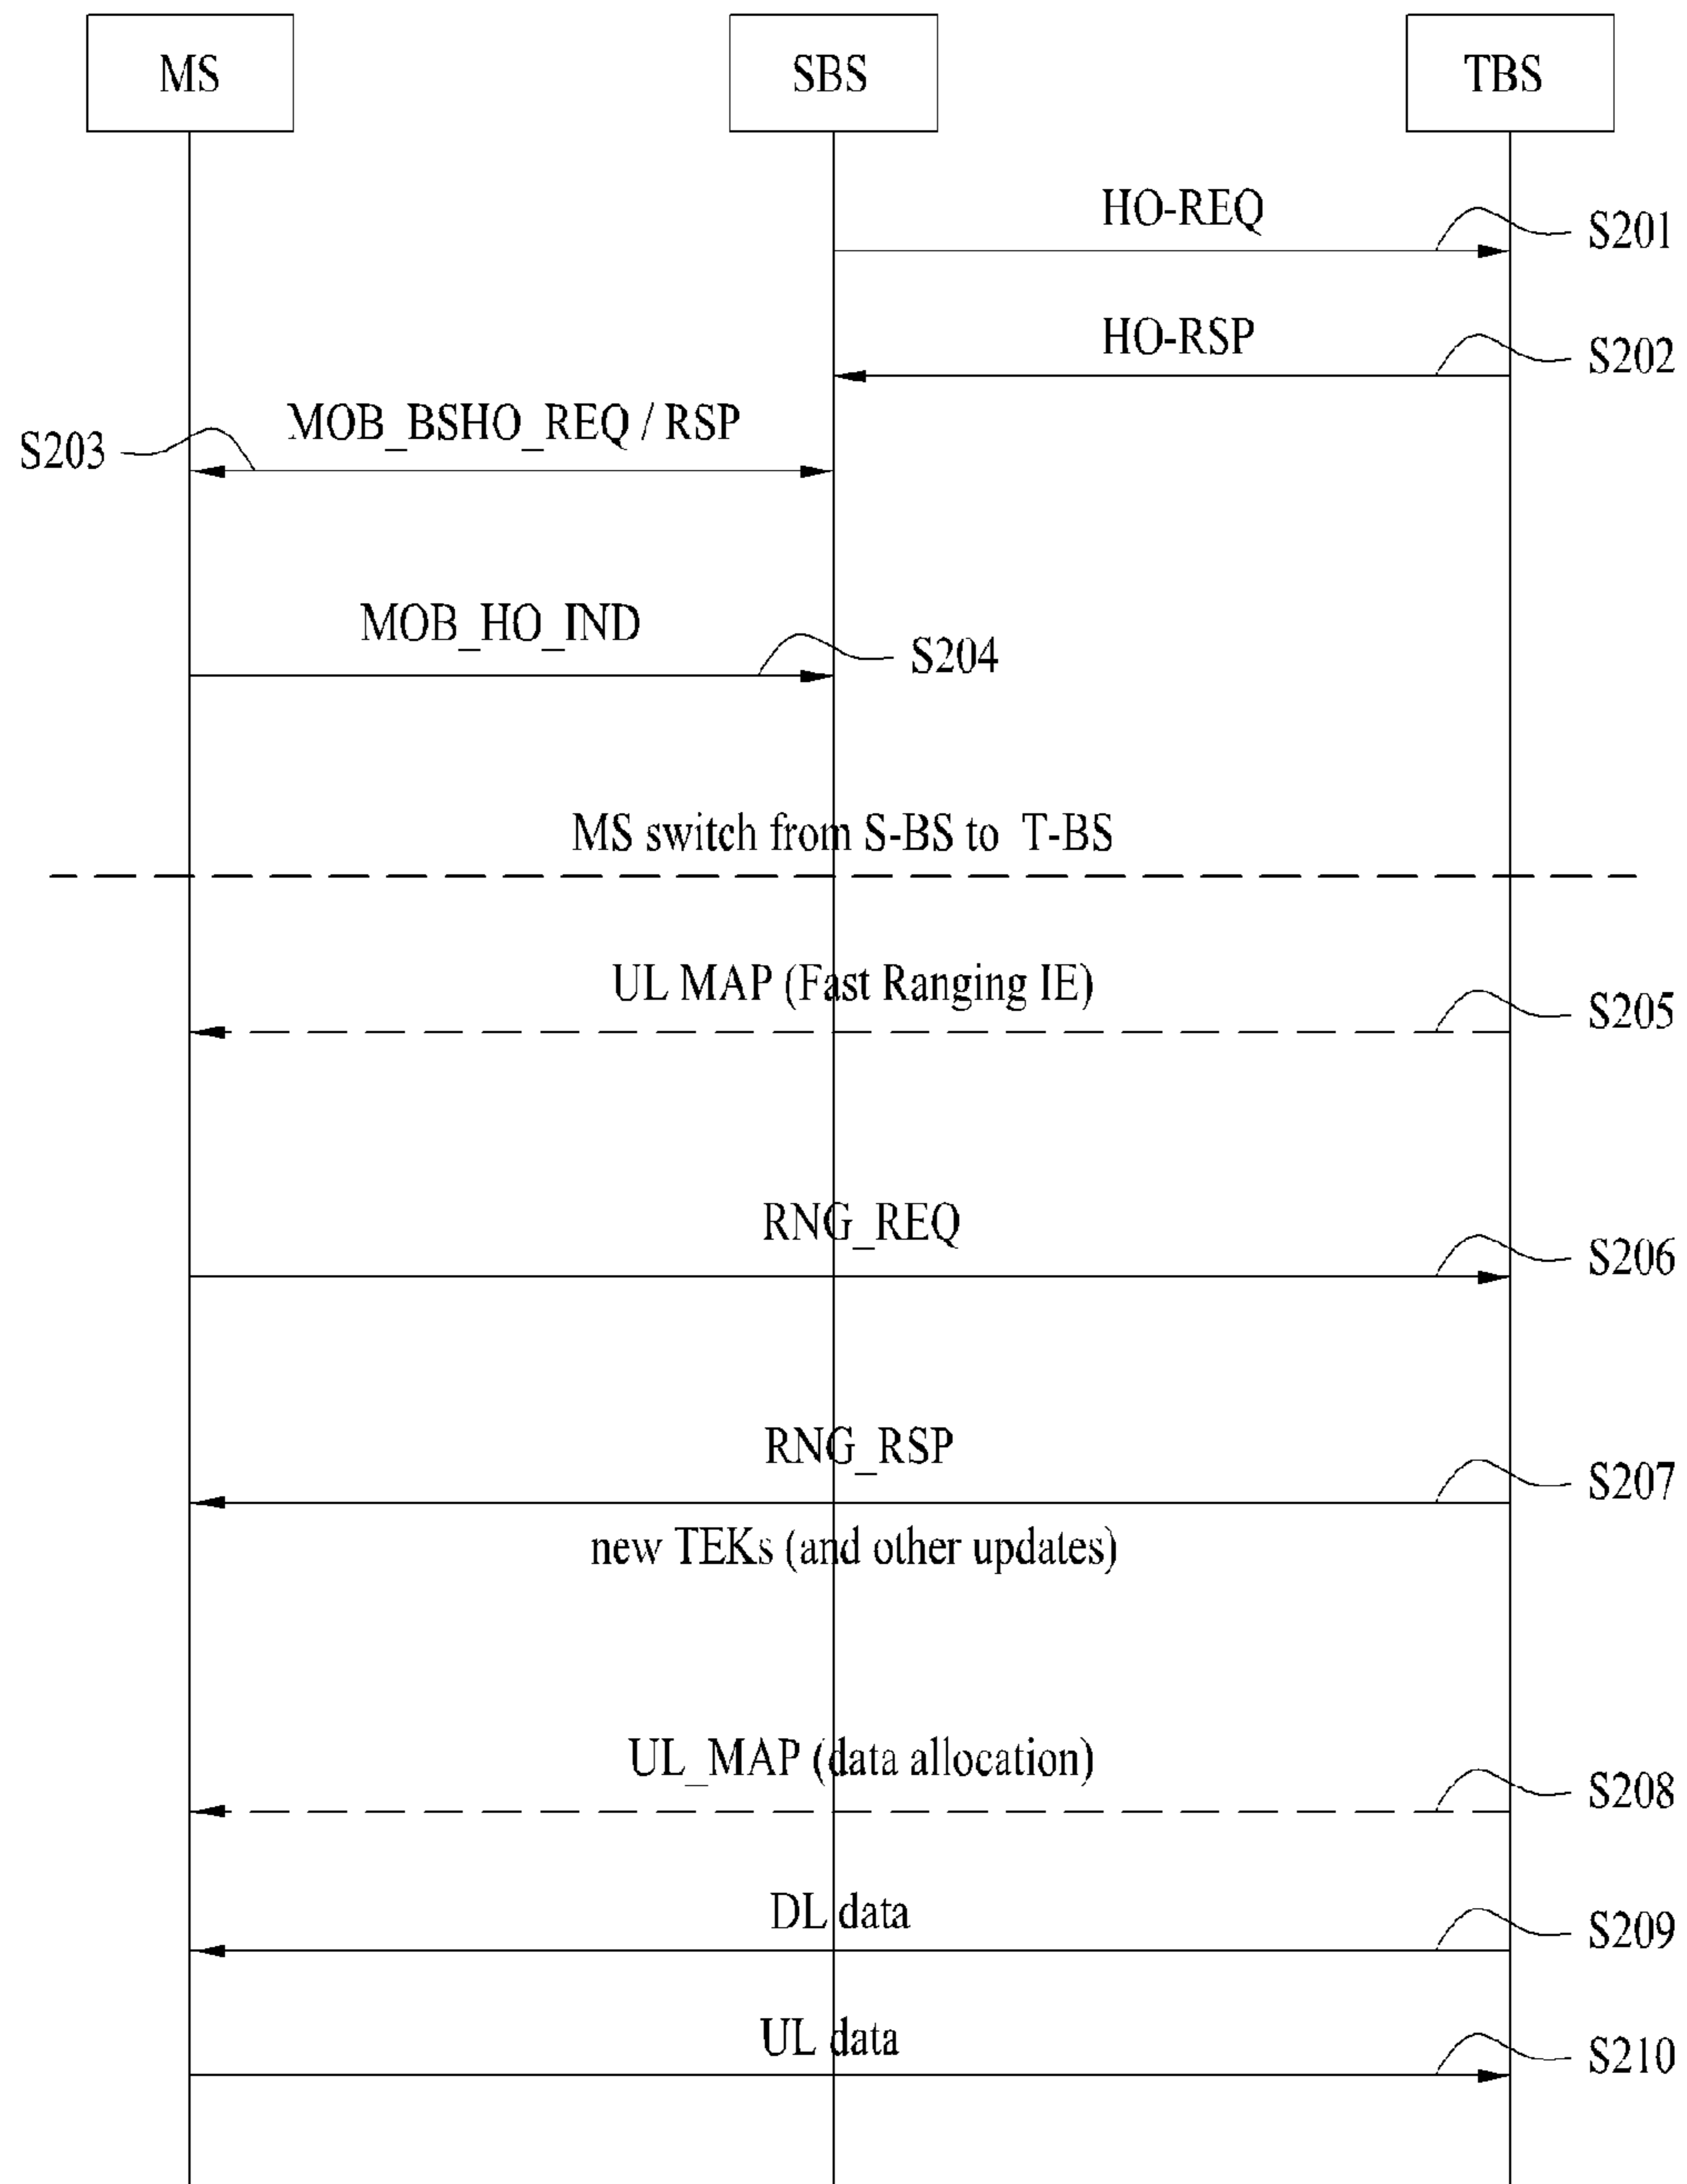 MS
SBS
TBS
HO-REQ
S201
HO-RSP
S202
MOB_BSHO_REQ / RSP
S203
MOB_HO_IND
S204
MS switch from S-BS to T-BS
UL MAP (Fast Ranging IE)
S205
RNG_REQ
S206
RNG_RSP
S207
new TEKs (and other updates)
UL_MAP (data allocation)
S208
DL data
S209
UL data
S210